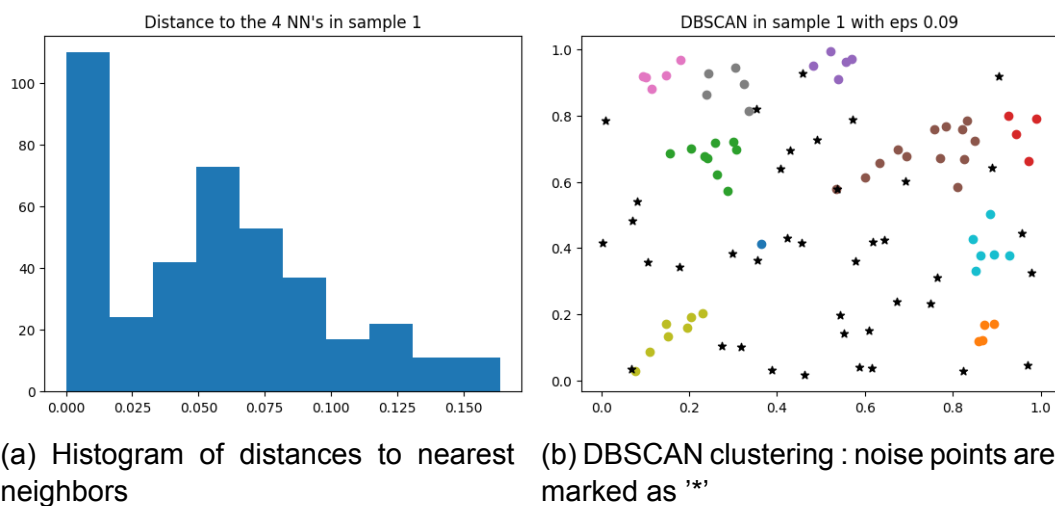 Distance to the 4 NN's in sample 1
100
80
60
40
20
0
0.000 0.025 0.050 0.075 0.100 0.125 0.150
DBSCAN in sample 1 with eps 0.09
1.0
0.8
0.6
0.4
0.2
0.0
0.0 0.2 0.4 0.6 0.8 1.0
(a) Histogram of distances to nearest
neighbors
(b) DBSCAN clustering : noise points are
marked as ’*’